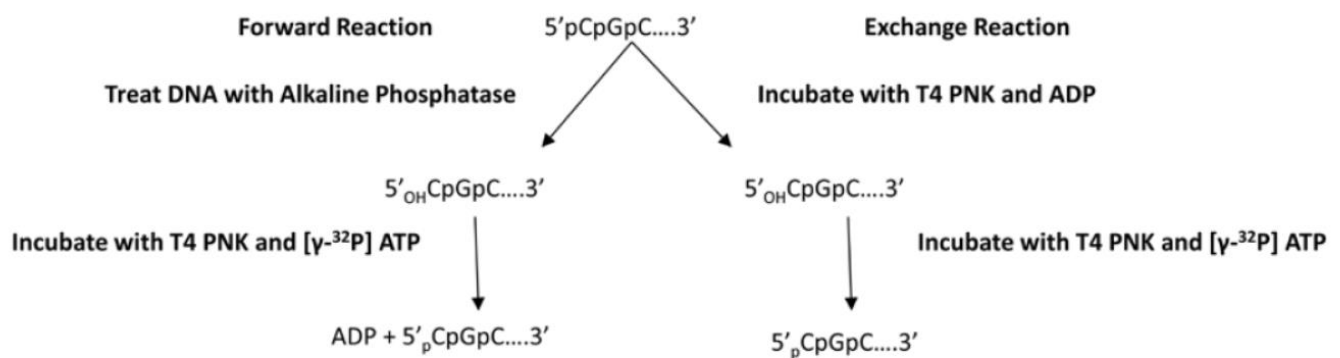 Forward Reaction
5′pCpGpC....3′
Exchange Reaction
Treat DNA with Alkaline Phosphatase
Incubate with T4 PNK and ADP
5′OHCpGpC....3′
5′OHCpGpC....3′
Incubate with T4 PNK and [γ-³²P] ATP
Incubate with T4 PNK and [γ-³²P] ATP
ADP + 5′pCpGpC....3′
5′pCpGpC....3′